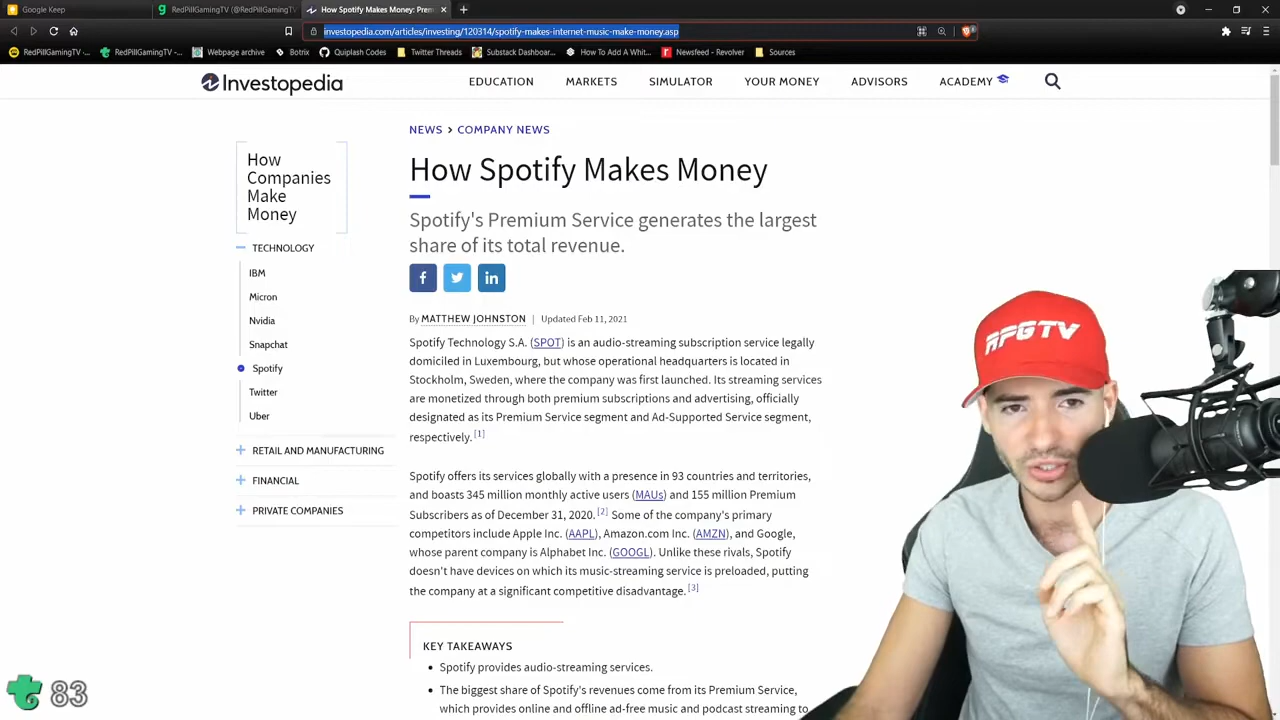 Google Keep
RedPillGamingTV (@RedPillGamingT
How Spotify Makes Money: Prem
investopedia.com/articles/investing/120314/spotify-makes-internet-music-make-money.asp
RedPillGamingTV -...
RedPillGamingTV -...
Webpage archive
Botrix
Quiplash Codes
Twitter Threads
Substack Dashboar...
How To Add A Whit...
Newsfeed - Revolver
Sources
Investopedia
EDUCATION
MARKETS
SIMULATOR
YOUR MONEY
ADVISORS
ACADEMY
NEWS > COMPANY NEWS
How
Companies
Make
Money
TECHNOLOGY
IBM
Micron
Nvidia
Snapchat
Spotify
Twitter
Uber
RETAIL AND MANUFACTURING
FINANCIAL
PRIVATE COMPANIES
How Spotify Makes Money
Spotify's Premium Service generates the largest
share of its total revenue.
By MATTHEW JOHNSTON | Updated Feb 11, 2021
Spotify Technology S.A. (SPOT) is an audio-streaming subscription service legally
domiciled in Luxembourg, but whose operational headquarters is located in
Stockholm, Sweden, where the company was first launched. Its streaming services
are monetized through both premium subscriptions and advertising, officially
designated as its Premium Service segment and Ad-Supported Service segment,
respectively. [1]
Spotify offers its services globally with a presence in 93 countries and territories,
and boasts 345 million monthly active users (MAUs) and 155 million Premium
Subscribers as of December 31, 2020. [2] Some of the company's primary
competitors include Apple Inc. (AAPL), Amazon.com Inc. (AMZN), and Google,
whose parent company is Alphabet Inc. (GOOGL). Unlike these rivals, Spotify
doesn't have devices on which its music-streaming service is preloaded, putting
the company at a significant competitive disadvantage. [3]
KEY TAKEAWAYS
• Spotify provides audio-streaming services.
• The biggest share of Spotify's revenues come from its Premium Service,
which provides online and offline ad-free music and podcast streaming to
RPGTV
83